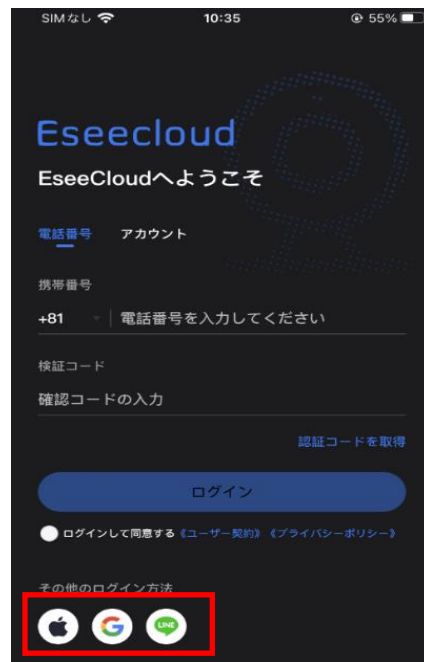 SIMなし 10:35 55%
Eseecloud
EseeCloudへようこそ
電話番号 アカウント
携帯番号
+81 電話番号を入力してください
検証コード
確認コードの入力
認証コードを取得
ログイン
ログインして同意する《ユーザー契約》《プライバシーポリシー》
その他のログイン方法
LINE